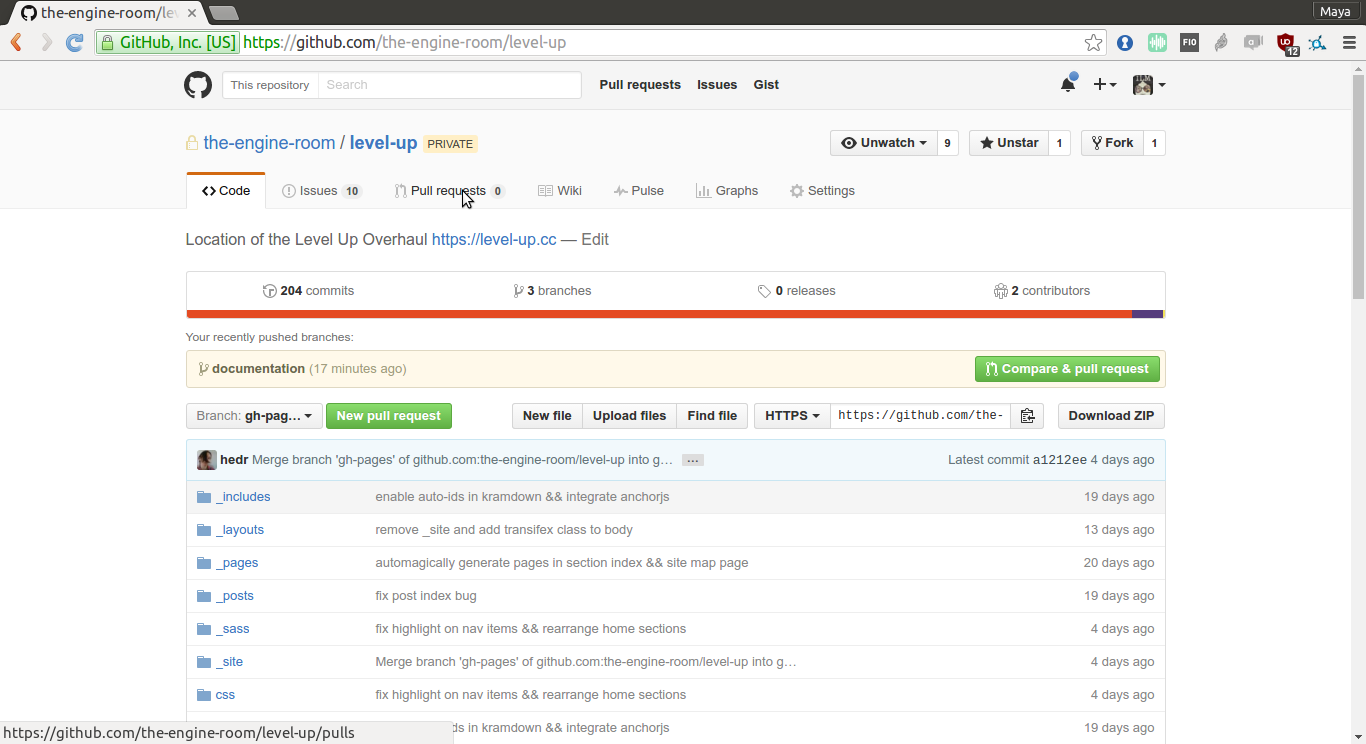 the-engine-room/le
Maya
GitHub, Inc. [US] https://github.com/the-engine-room/level-up
FIO
UD
12
This repository Search Pull requests Issues Gist
the-engine-room / level-up PRIVATE
Unwatch 9 Unstar 1 Fork 1
Code Issues 10 Pull requests 0 Wiki Pulse Graphs Settings
Location of the Level Up Overhaul https://level-up.cc — Edit
204 commits 3 branches 0 releases 2 contributors
Your recently pushed branches:
documentation (17 minutes ago) Compare & pull request
Branch: gh-pag… New pull request New file Upload files Find file HTTPS https://github.com/the- Download ZIP
hedr Merge branch 'gh-pages' of github.com:the-engine-room/level-up into g… … Latest commit a1212ee 4 days ago
_includes enable auto-ids in kramdown && integrate anchorjs 19 days ago
_layouts remove _site and add transifex class to body 13 days ago
_pages automagically generate pages in section index && site map page 20 days ago
_posts fix post index bug 19 days ago
_sass fix highlight on nav items && rearrange home sections 4 days ago
_site Merge branch 'gh-pages' of github.com:the-engine-room/level-up into g… 4 days ago
css fix highlight on nav items && rearrange home sections 4 days ago
ds in kramdown && integrate anchorjs 19 days ago
https://github.com/the-engine-room/level-up/pulls